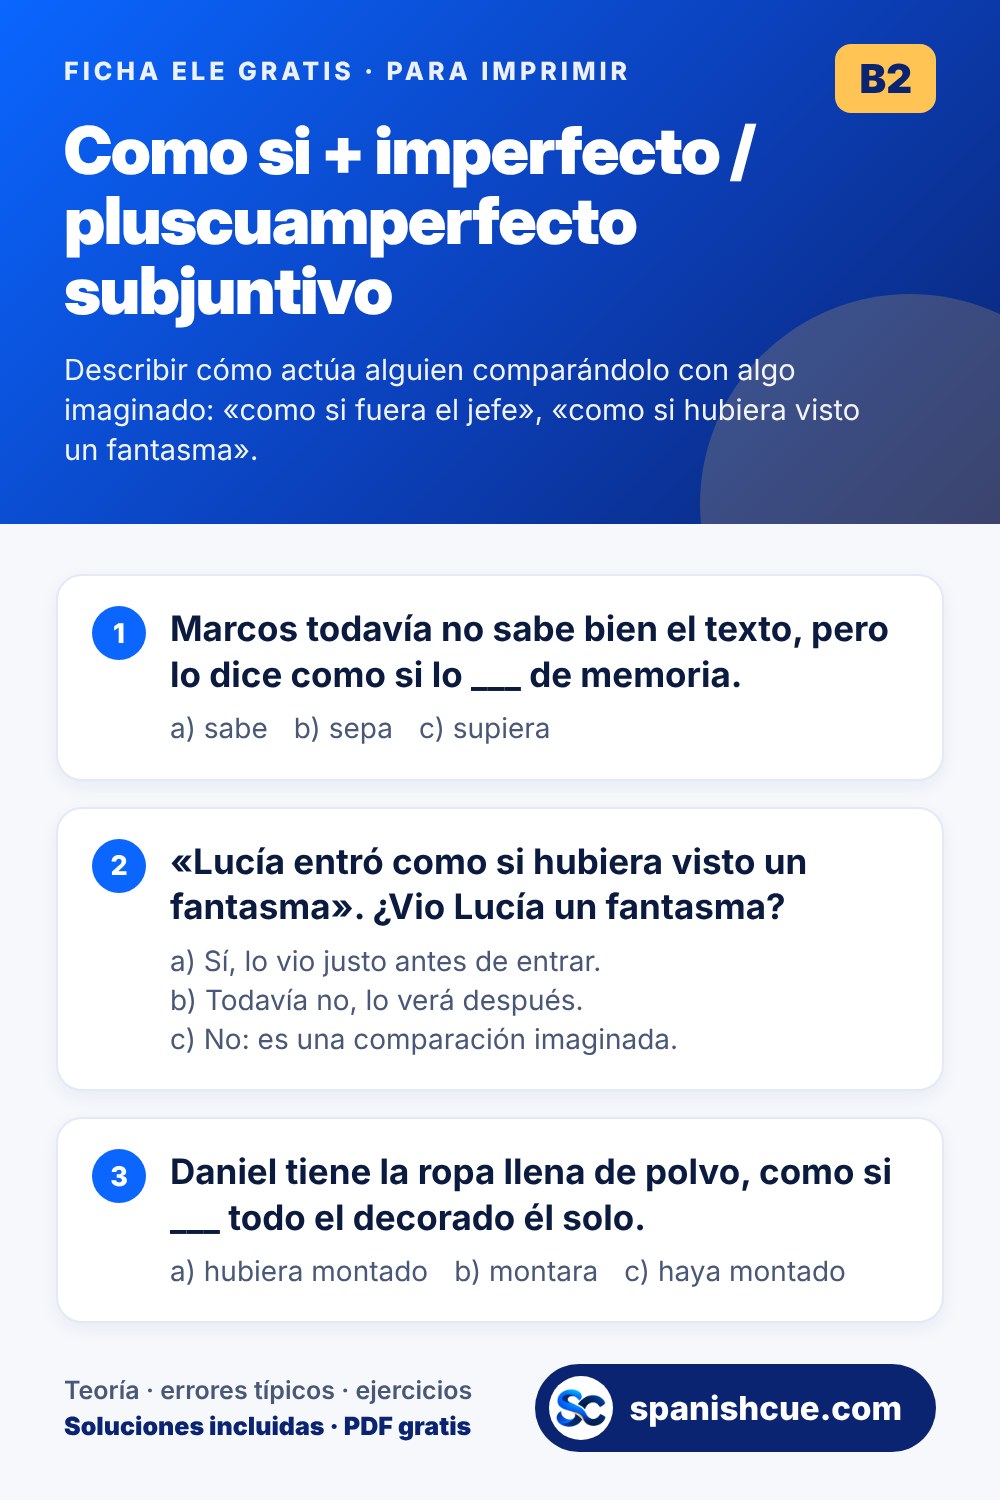 FICHA ELE GRATIS · PARA IMPRIMIR
B2
Como si + imperfecto /
pluscuamperfecto
subjuntivo
Describir cómo actúa alguien comparándolo con algo
imaginado: «como si fuera el jefe», «como si hubiera visto
un fantasma».
1
Marcos todavía no sabe bien el texto, pero
lo dice como si lo ___ de memoria.
a) sabe b) sepa c) supiera
2
«Lucía entró como si hubiera visto un
fantasma». ¿Vio Lucía un fantasma?
a) Sí, lo vio justo antes de entrar.
b) Todavía no, lo verá después.
c) No: es una comparación imaginada.
3
Daniel tiene la ropa llena de polvo, como si
___ todo el decorado él solo.
a) hubiera montado b) montara c) haya montado
Teoría · errores típicos · ejercicios
Soluciones incluidas · PDF gratis
SC spanishcue.com